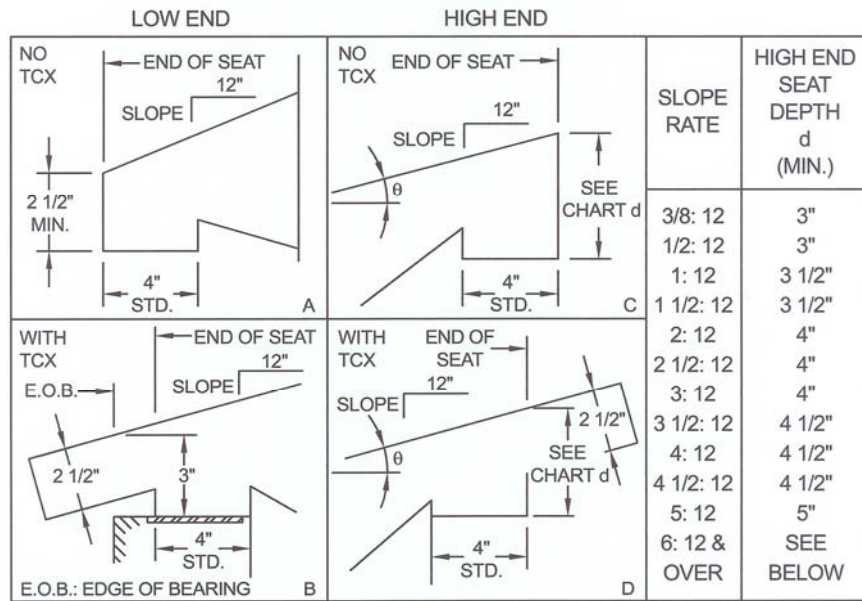 LOW END
HIGH END
NO
TCX
END OF SEAT
12"
SLOPE
2 1/2"
MIN.
4"
STD.
A
NO
TCX
END OF SEAT
12"
SLOPE
θ
SEE
CHART d
4"
STD.
C
WITH
TCX
END OF SEAT
12"
SLOPE
E.O.B.
2 1/2"
3"
4"
STD.
E.O.B.: EDGE OF BEARING
B
WITH
TCX
END OF
SEAT
12"
SLOPE
2 1/2"
θ
SEE
CHART d
4"
STD.
D
SLOPE
RATE
HIGH END
SEAT
DEPTH
d
(MIN.)
3/8: 12 3"
1/2: 12 3"
1: 12 3 1/2"
1 1/2: 12 3 1/2"
2: 12 4"
2 1/2: 12 4"
3: 12 4"
3 1/2: 12 4 1/2"
4: 12 4 1/2"
4 1/2: 12 4 1/2"
5: 12 5"
6: 12 & SEE
OVER BELOW